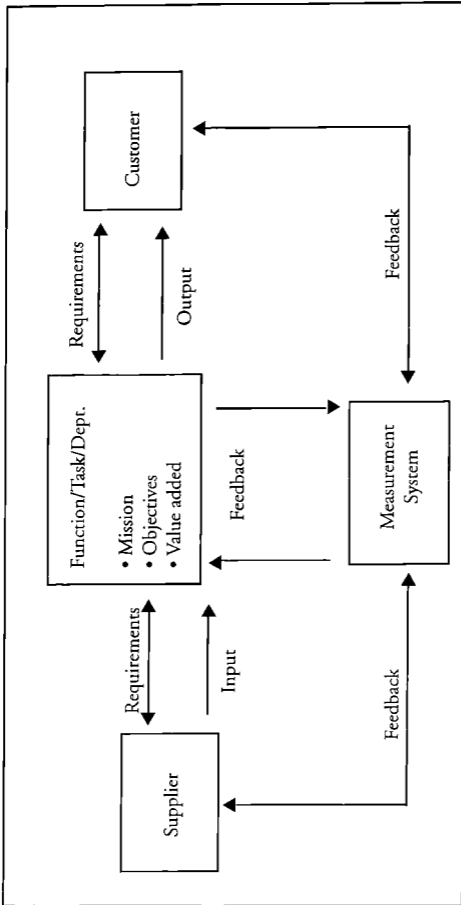 Supplier
Requirements
Input
Function/Task/Dept.
• Mission
• Objectives
• Value added
Requirements
Output
Customer
Feedback
Feedback
Measurement
System
Feedback